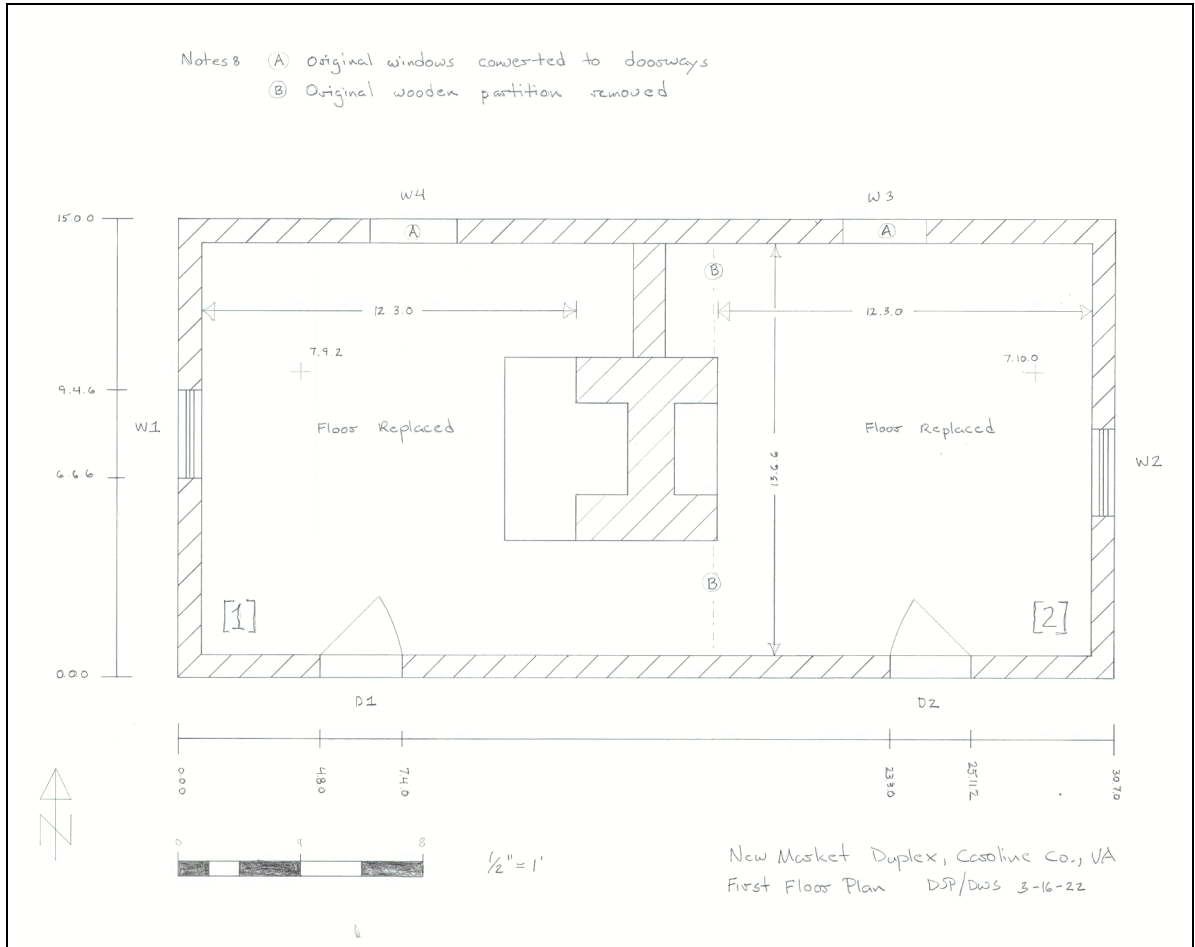 Notes: Ⓐ Original windows converted to doorways
Ⓑ Original wooden partition removed
W4
W3
15.0.0
Ⓐ
Ⓐ
Ⓑ
12.3.0
12.3.0
7.9.2
7.10.0
9.4.6
W1
Floor Replaced
Floor Replaced
W2
13.5.9
6.6.6
Ⓑ
[1]
[2]
0.0.0
D1
D2
0.0.0
4.8.0
7.4.0
23.3.0
25.11.2
30.7.0
N
0
4
8
1/2"=1'
New Market Duplex, Caroline Co., VA
First Floor Plan DSP/DWS 3-16-22